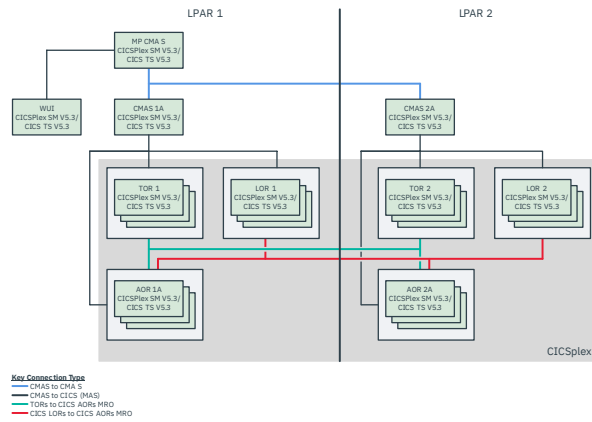 LPAR 1
LPAR 2
MP CMA S
CICSPlex SM V5.3/
CICS TS V5.3
WUI
CICSPlex SM V5.3/
CICS TS V5.3
CMAS 1A
CICSPlex SM V5.3/
CICS TS V5.3
CMAS 2A
CICSPlex SM V5.3/
CICS TS V5.3
TOR 1
CICSPlex SM V5.3/
CICS TS V5.3
LOR 1
CICSPlex SM V5.3/
CICS TS V5.3
TOR 2
CICSPlex SM V5.3/
CICS TS V5.3
LOR 2
CICSPlex SM V5.3/
CICS TS V5.3
AOR 1A
CICSPlex SM V5.3/
CICS TS V5.3
AOR 2A
CICSPlex SM V5.3/
CICS TS V5.3
CICSplex
Key Connection Type
CMAS to CMA S
CMAS to CICS (MAS)
TORs to CICS AORs MRO
CICS LORs to CICS AORs MRO